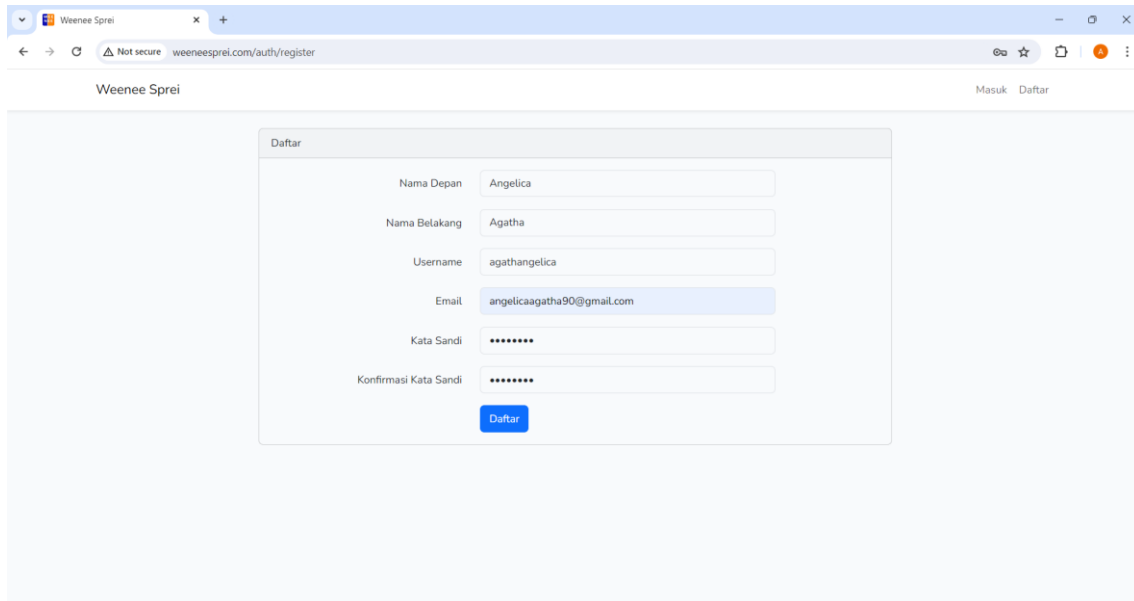 Weenee Sprei
Not secure weeneesprei.com/auth/register
A
Weenee Sprei Masuk Daftar
Daftar
Nama Depan Angelica
Nama Belakang Agatha
Username agathangelica
Email angelicaagatha90@gmail.com
Kata Sandi ••••••••
Konfirmasi Kata Sandi ••••••••
Daftar